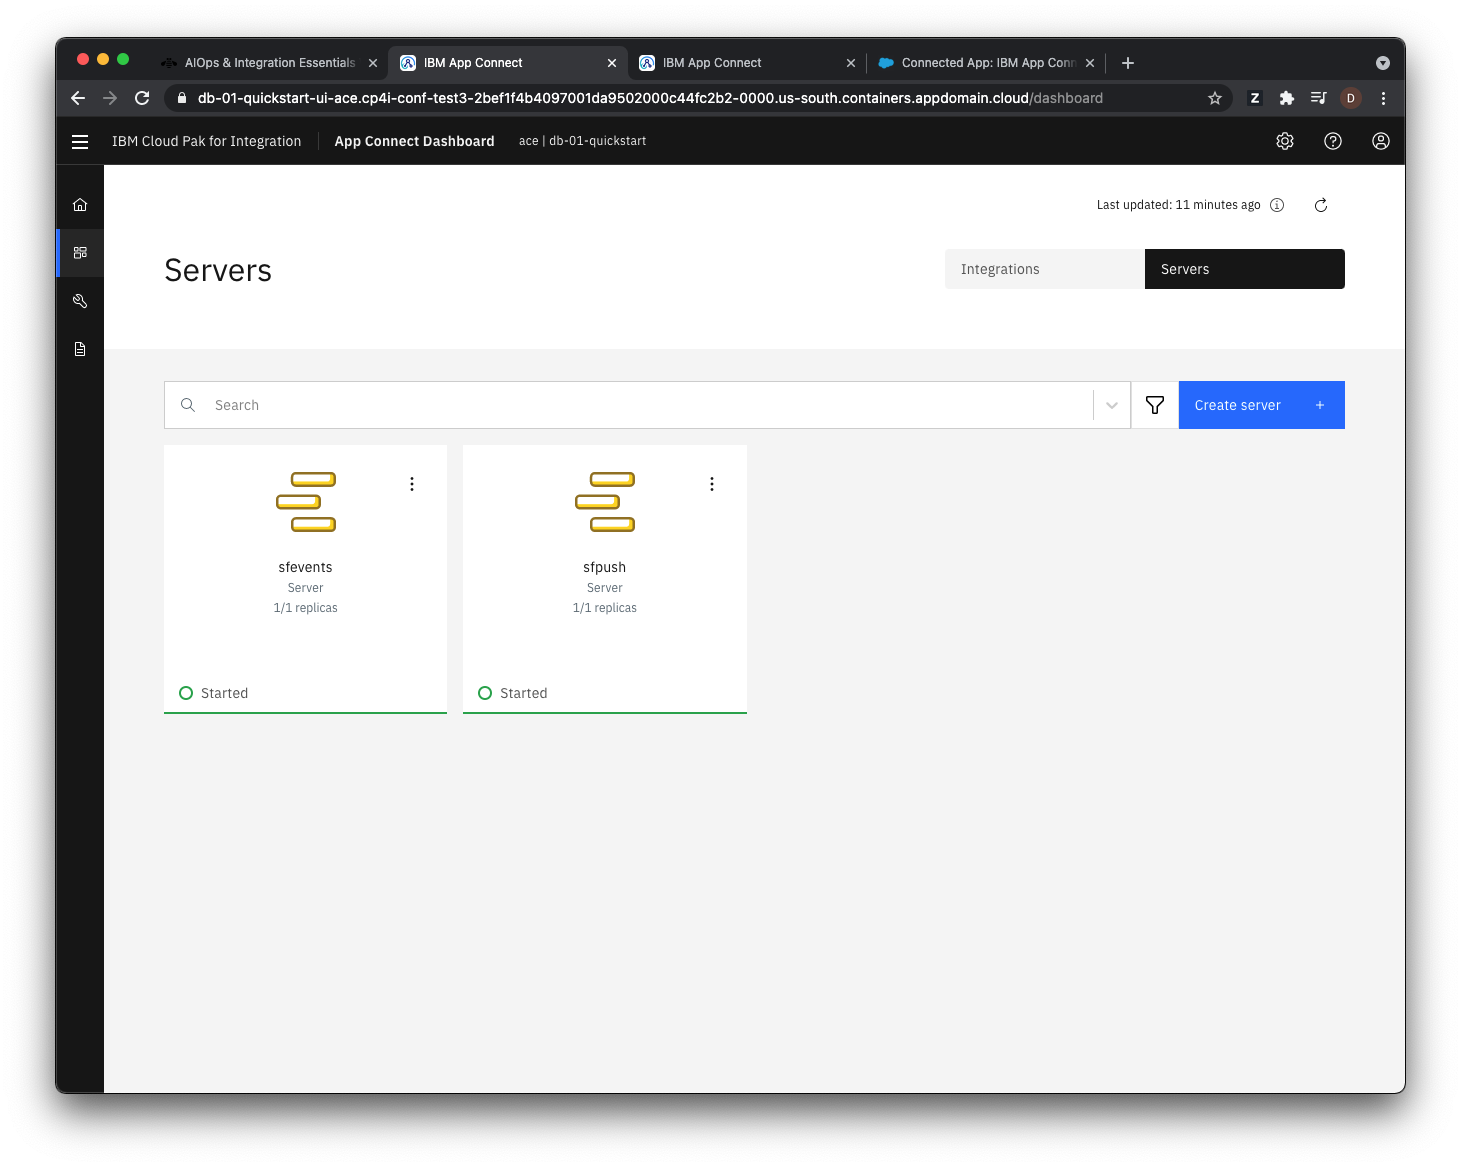 AIOps & Integration Essentials
IBM App Connect
IBM App Connect
Connected App: IBM App Conn
db-01-quickstart-ui-ace.cp4i-conf-test3-2bef1f4b4097001da9502000c44fc2b2-0000.us-south.containers.appdomain.cloud/dashboard
Z
D
IBM Cloud Pak for Integration
App Connect Dashboard
ace | db-01-quickstart
Last updated: 11 minutes ago
Servers
Integrations
Servers
Search
Create server +
sfevents
Server
1/1 replicas
Started
sfpush
Server
1/1 replicas
Started